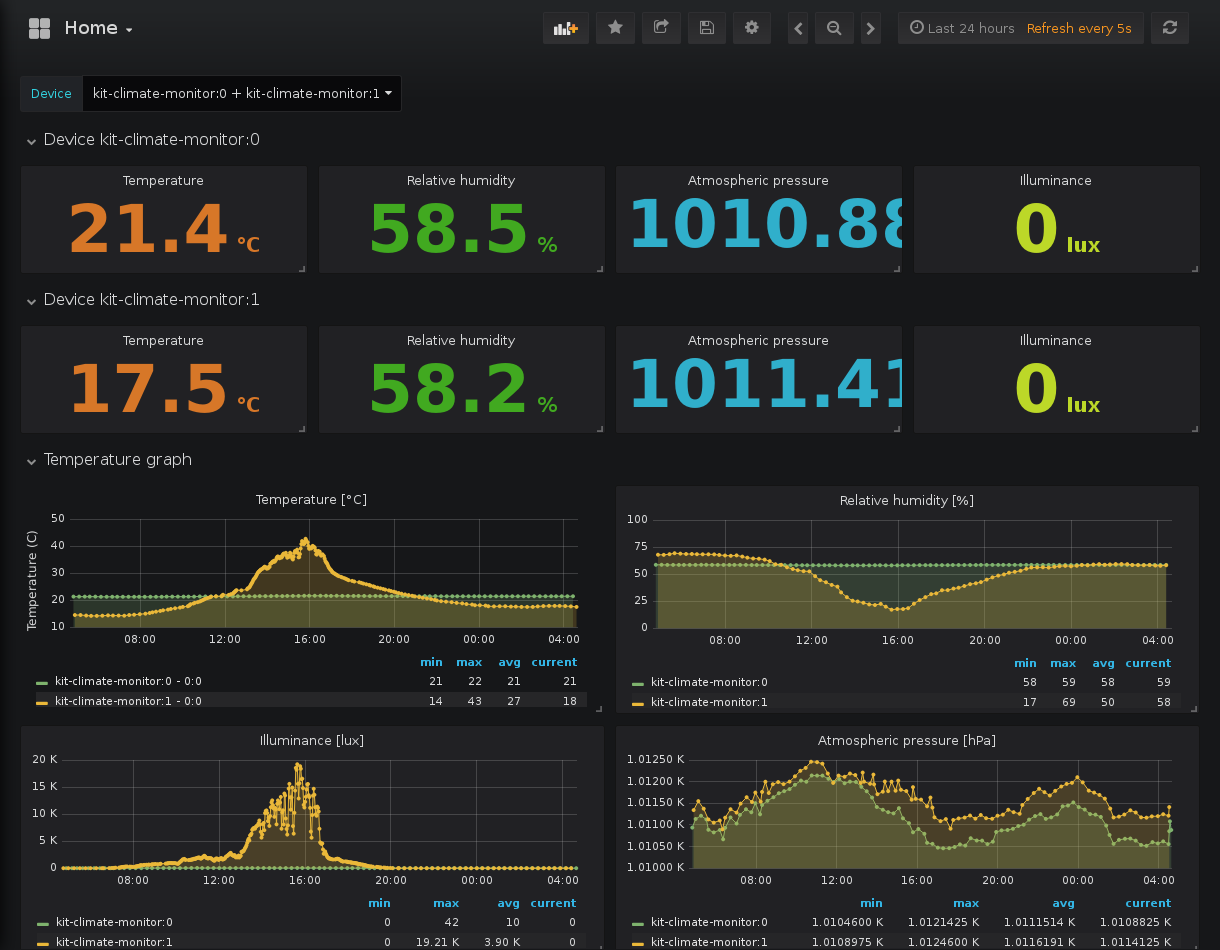 Home
Last 24 hours Refresh every 5s
Device kit-climate-monitor:0 + kit-climate-monitor:1
Device kit-climate-monitor:0
Temperature Relative humidity Atmospheric pressure Illuminance
21.4 °C 58.5 % 1010.88 0 lux
Device kit-climate-monitor:1
Temperature Relative humidity Atmospheric pressure Illuminance
17.5 °C 58.2 % 1011.41 0 lux
Temperature graph
Temperature [°C]
Temperature (C)
50
40
30
20
10
08:00 12:00 16:00 20:00 00:00 04:00
min max avg current
kit-climate-monitor:0 - 0:0 21 22 21 21
kit-climate-monitor:1 - 0:0 14 43 27 18
Relative humidity [%]
100
75
50
25
0
08:00 12:00 16:00 20:00 00:00 04:00
min max avg current
kit-climate-monitor:0 58 59 58 59
kit-climate-monitor:1 17 69 50 58
Illuminance [lux]
20 K
15 K
10 K
5 K
0
08:00 12:00 16:00 20:00 00:00 04:00
min max avg current
kit-climate-monitor:0 0 42 10 0
kit-climate-monitor:1 0 19.21 K 3.90 K 0
Atmospheric pressure [hPa]
1.01250 K
1.01200 K
1.01150 K
1.01100 K
1.01050 K
1.01000 K
08:00 12:00 16:00 20:00 00:00 04:00
min max avg current
kit-climate-monitor:0 1.0104600 K 1.0121425 K 1.0111514 K 1.0108825 K
kit-climate-monitor:1 1.0108975 K 1.0124600 K 1.0116191 K 1.0114125 K